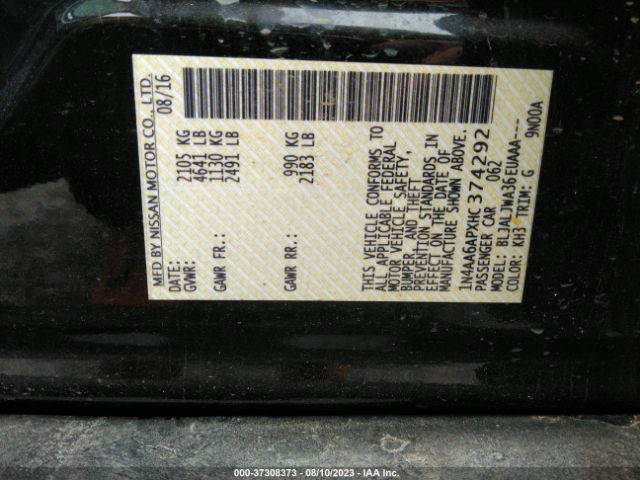 MFD BY NISSAN MOTOR CO., LTD.
DATE: 08/16
GVWR: 2105 KG
4641 LB
GAWR FR.: 1130 KG
2491 LB
GAWR RR.: 990 KG
2183 LB
THIS VEHICLE CONFORMS TO
ALL APPLICABLE FEDERAL
MOTOR VEHICLE SAFETY,
BUMPER, AND THEFT
PREVENTION STANDARDS IN
EFFECT ON THE DATE OF
MANUFACTURE SHOWN ABOVE.
1N4AA6APXHC374292
PASSENGER CAR 062
MODEL: BLJALJWA36EUAAA---
COLOR: KH3 TRIM: G 9N00A
000-37308373 — 08/10/2023 — IAA Inc.